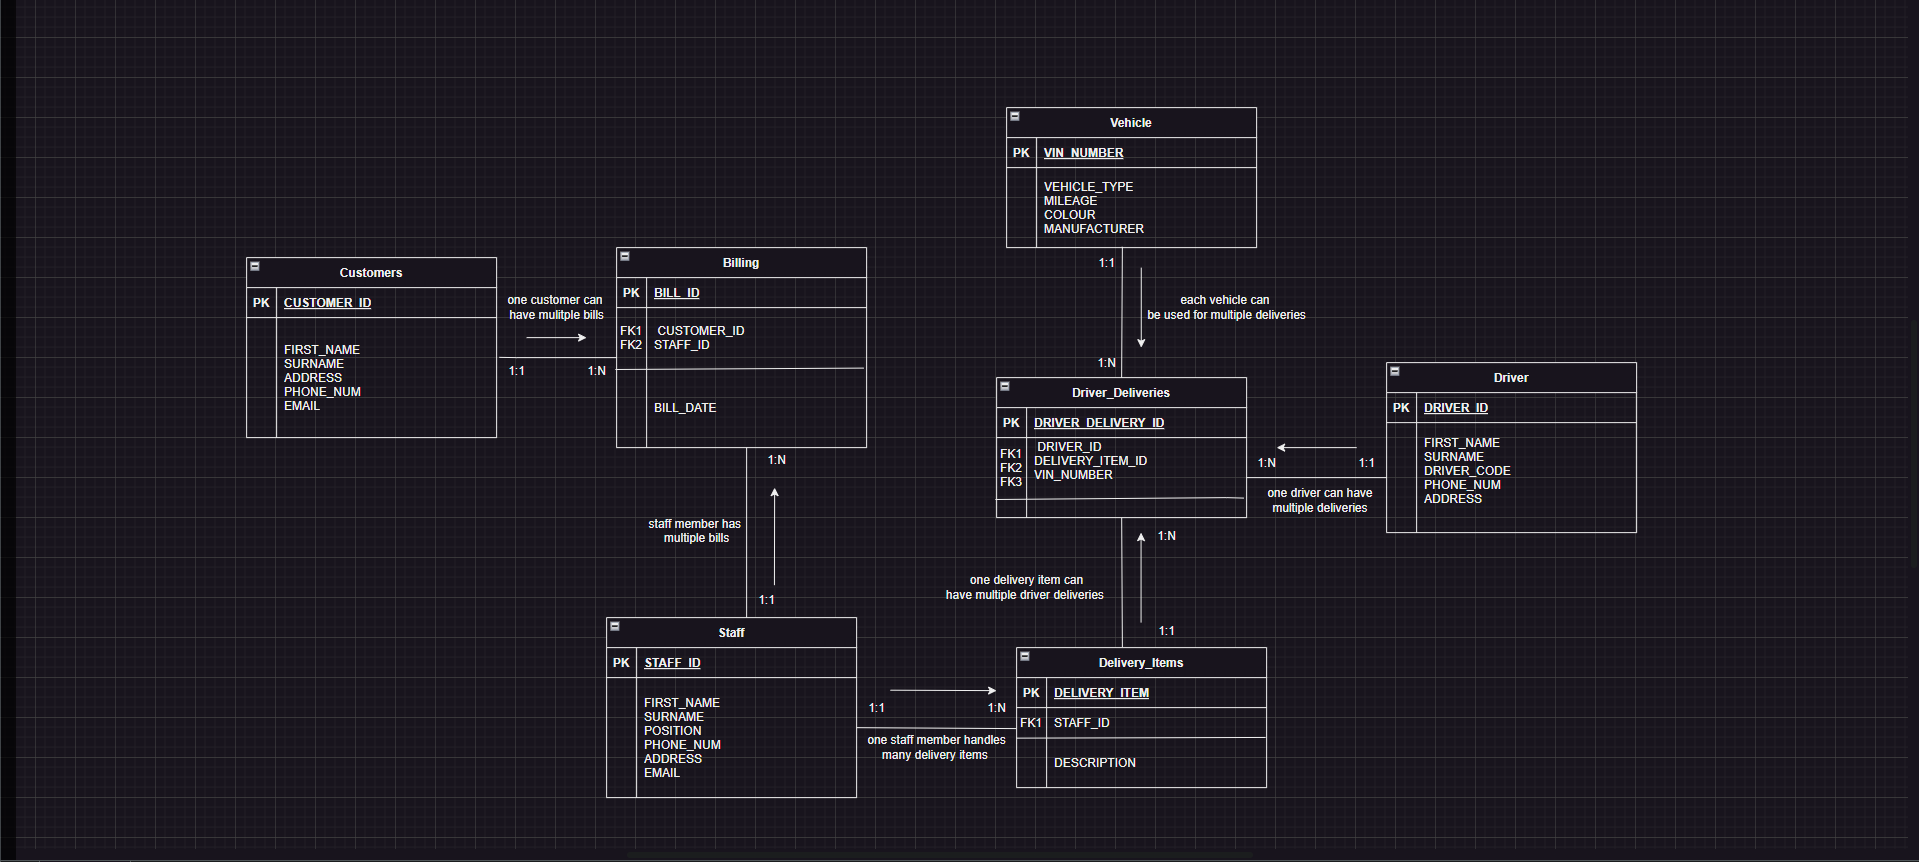 Vehicle
PK VIN_NUMBER
VEHICLE_TYPE
MILEAGE
COLOUR
MANUFACTURER
1:1
each vehicle can
be used for multiple deliveries
1:N
Customers
PK CUSTOMER_ID
FIRST_NAME
SURNAME
ADDRESS
PHONE_NUM
EMAIL
one customer can
have mulitple bills
1:1 1:N
Billing
PK BILL_ID
FK1 CUSTOMER_ID
FK2 STAFF_ID
BILL_DATE
1:N
staff member has
multiple bills
1:1
Driver_Deliveries
PK DRIVER_DELIVERY_ID
FK1 DRIVER_ID
FK2 DELIVERY_ITEM_ID
FK3 VIN_NUMBER
1:N 1:1
one driver can have
multiple deliveries
Driver
PK DRIVER_ID
FIRST_NAME
SURNAME
DRIVER_CODE
PHONE_NUM
ADDRESS
1:N
one delivery item can
have multiple driver deliveries
1:1
Staff
PK STAFF_ID
FIRST_NAME
SURNAME
POSITION
PHONE_NUM
ADDRESS
EMAIL
1:1 1:N
one staff member handles
many delivery items
Delivery_Items
PK DELIVERY_ITEM
FK1 STAFF_ID
DESCRIPTION